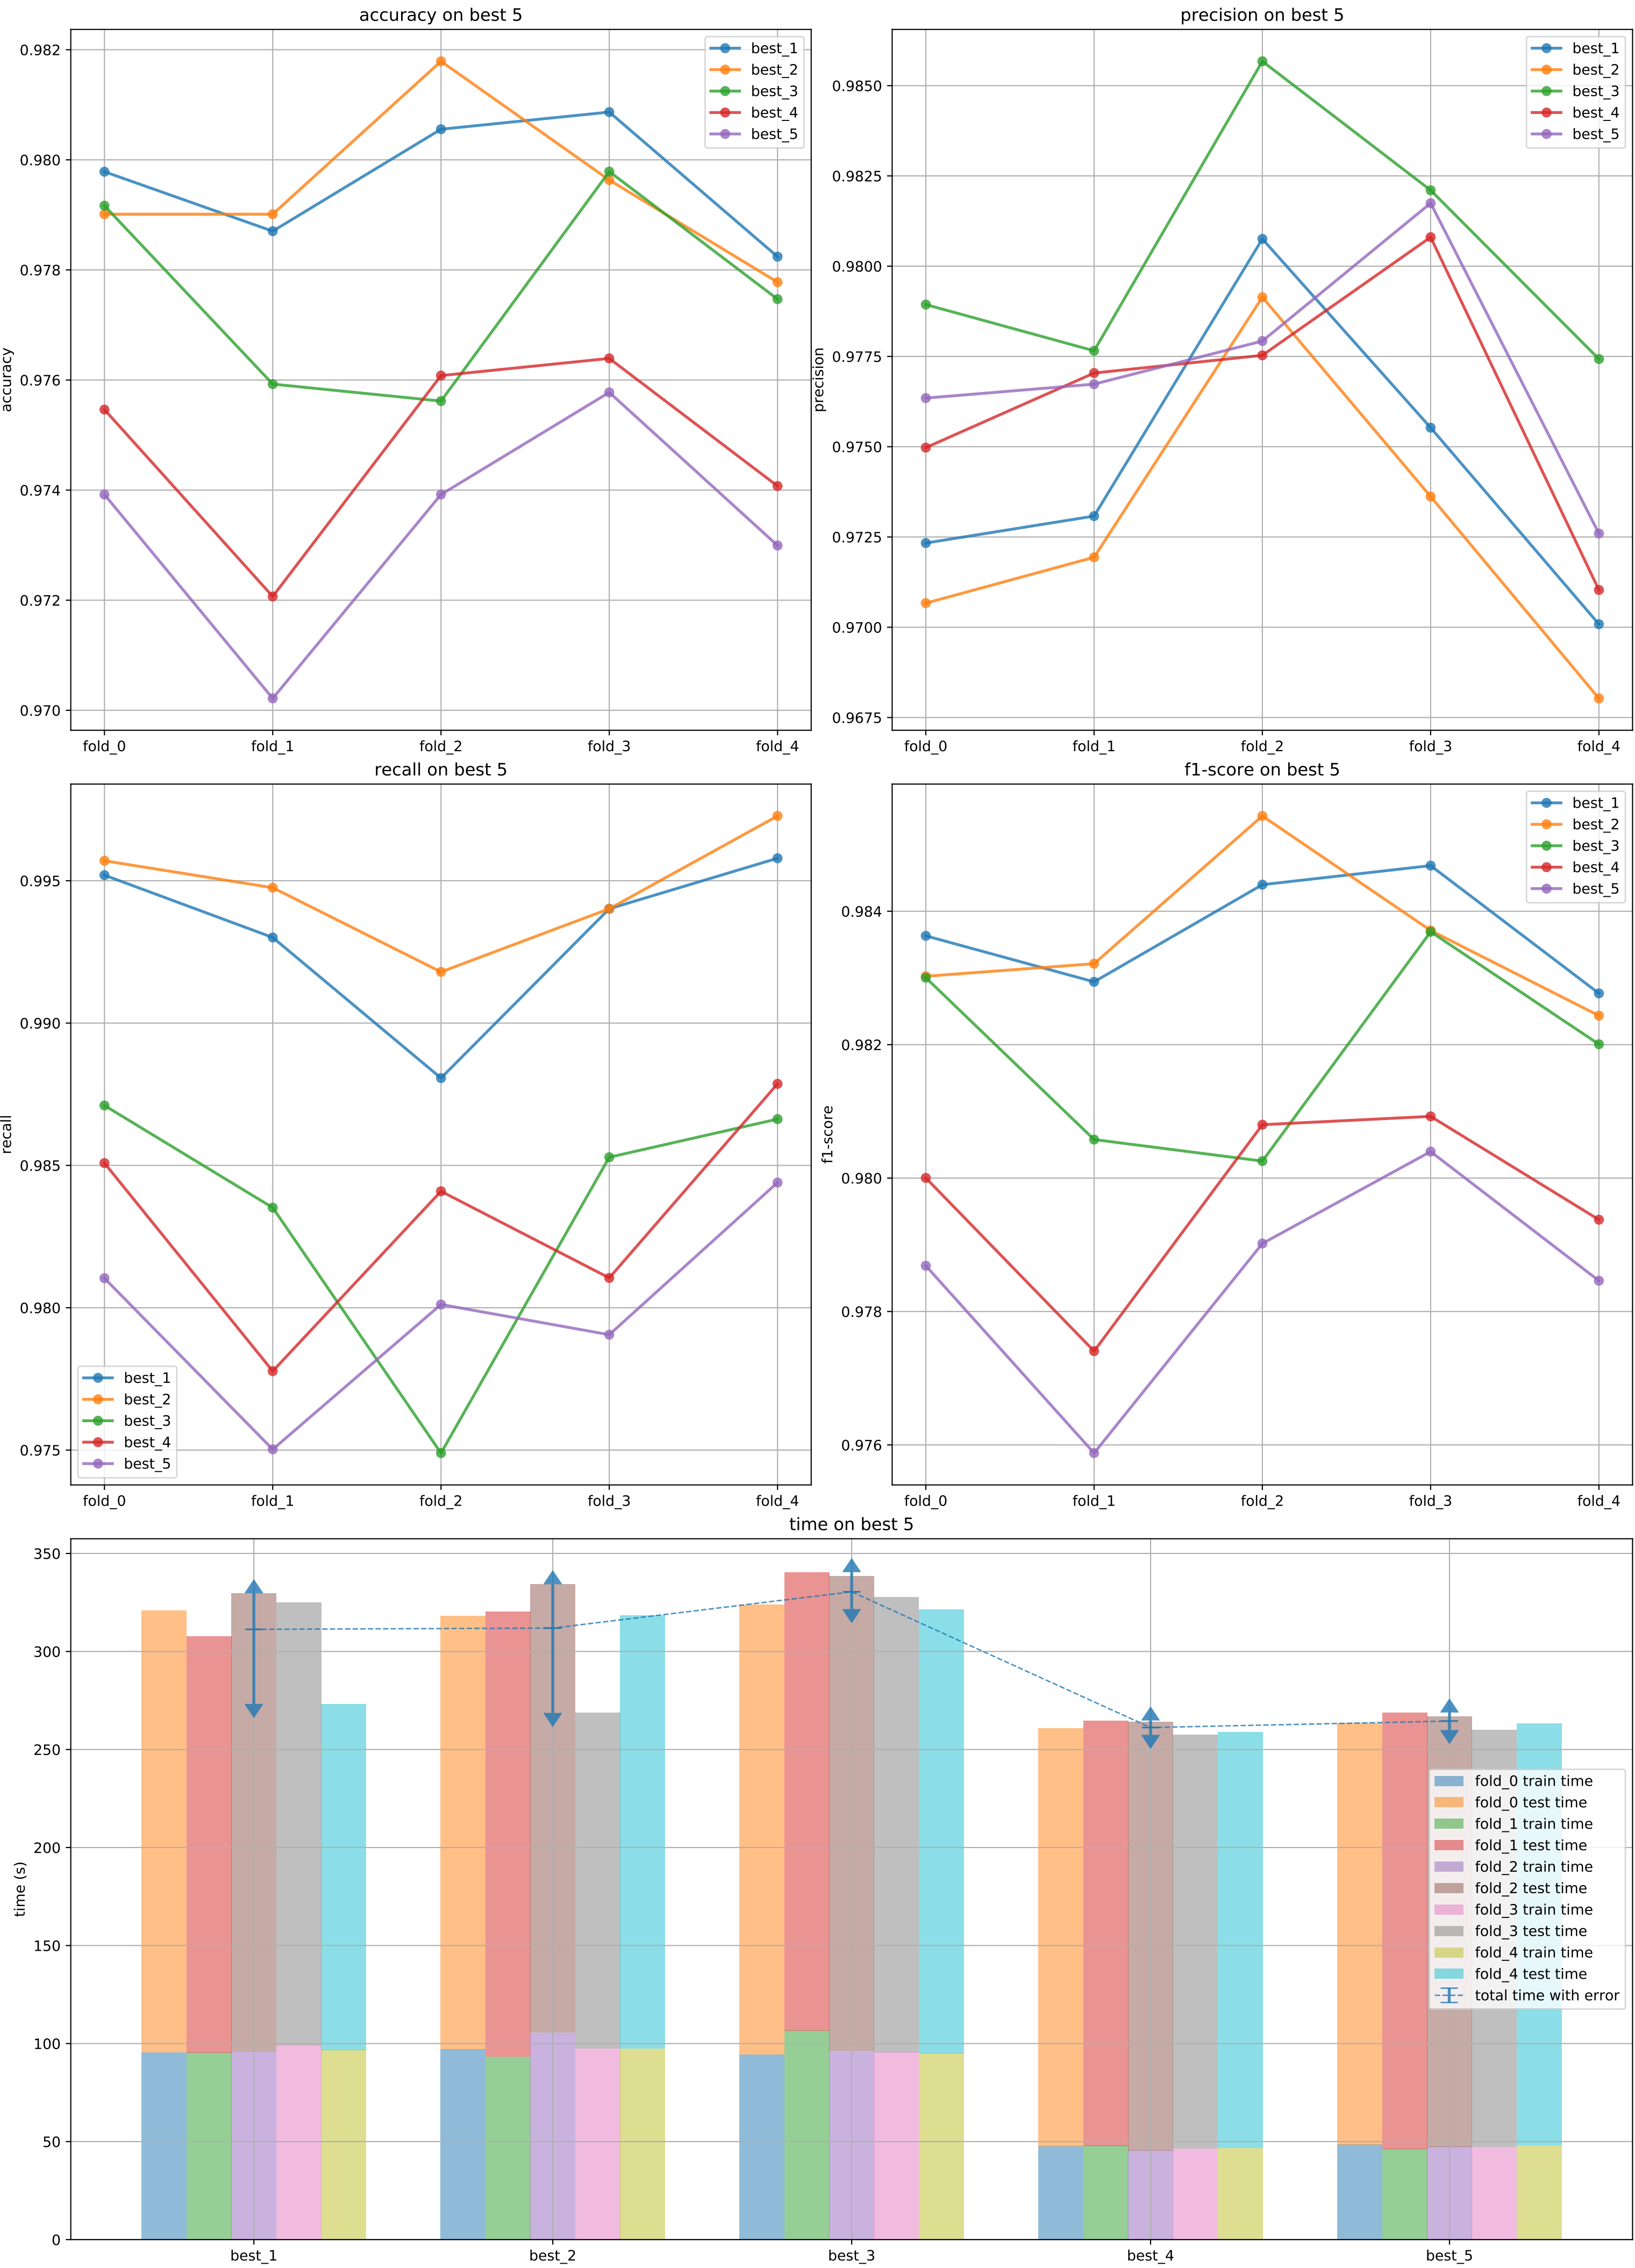 accuracy on best 5
0.982
0.980
0.978
0.976
0.974
0.972
0.970
accuracy
fold_0
fold_1
fold_2
fold_3
fold_4
best_1
best_2
best_3
best_4
best_5
precision on best 5
0.9850
0.9825
0.9800
0.9775
0.9750
0.9725
0.9700
0.9675
precision
fold_0
fold_1
fold_2
fold_3
fold_4
best_1
best_2
best_3
best_4
best_5
recall on best 5
0.995
0.990
0.985
0.980
0.975
recall
fold_0
fold_1
fold_2
fold_3
fold_4
best_1
best_2
best_3
best_4
best_5
f1-score on best 5
0.984
0.982
0.980
0.978
0.976
f1-score
fold_0
fold_1
fold_2
fold_3
fold_4
best_1
best_2
best_3
best_4
best_5
time on best 5
350
300
250
200
150
100
50
0
time (s)
best_1
best_2
best_3
best_4
best_5
fold_0 train time
fold_0 test time
fold_1 train time
fold_1 test time
fold_2 train time
fold_2 test time
fold_3 train time
fold_3 test time
fold_4 train time
fold_4 test time
total time with error